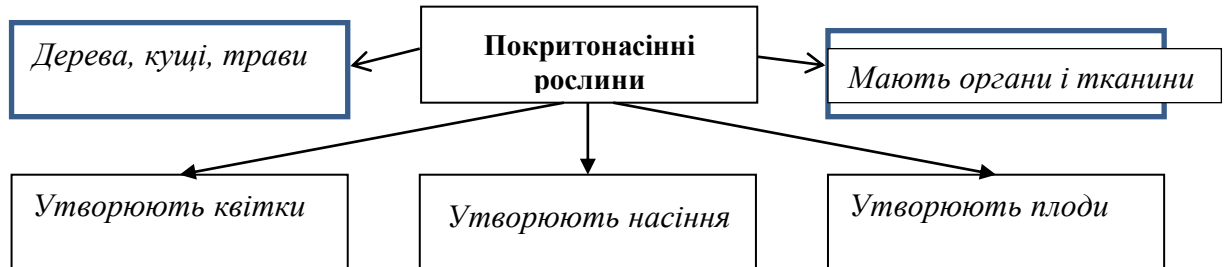 Дерева, кущі, трави
Покритонасінні
рослини
Мають органи і тканини
Утворюють квітки
Утворюють насіння
Утворюють плоди